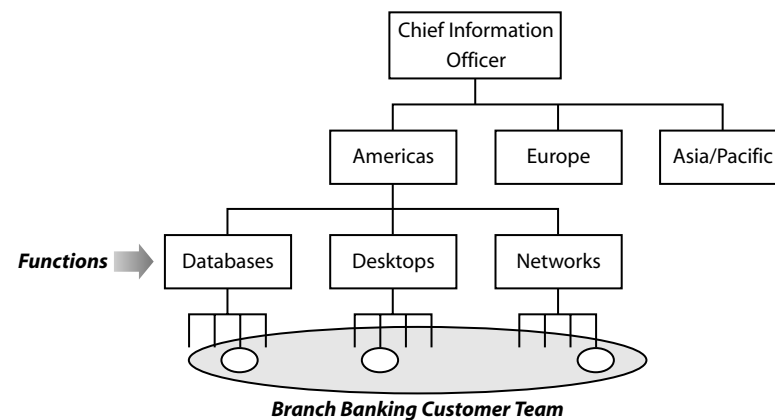 Chief Information
Officer
Americas
Europe
Asia/Pacific
Functions
Databases
Desktops
Networks
Branch Banking Customer Team